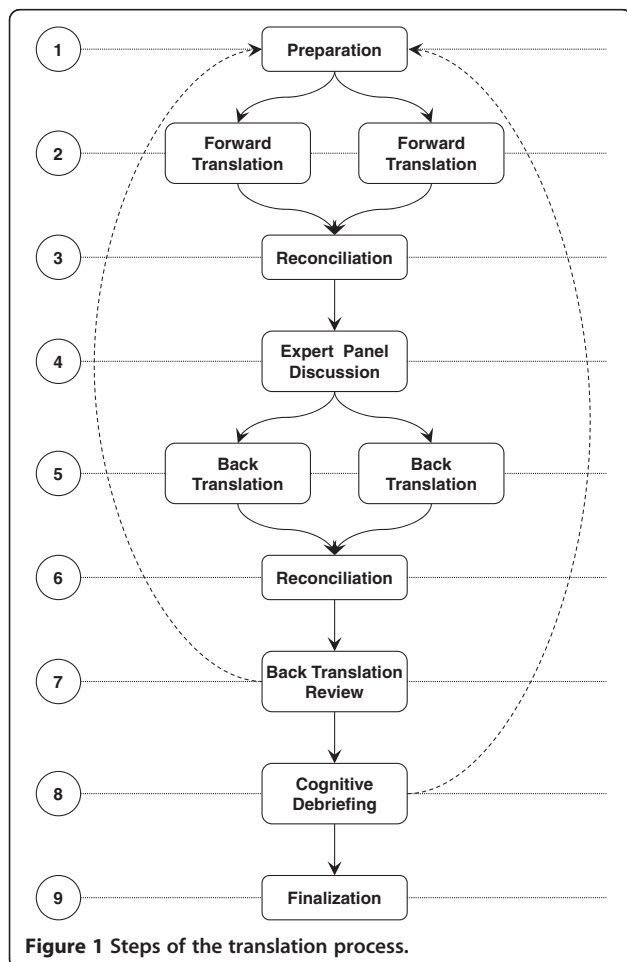 1
Preparation
2
Forward
Translation
Forward
Translation
3
Reconciliation
4
Expert Panel
Discussion
5
Back
Translation
Back
Translation
6
Reconciliation
7
Back Translation
Review
8
Cognitive
Debriefing
9
Finalization
Figure 1 Steps of the translation process.